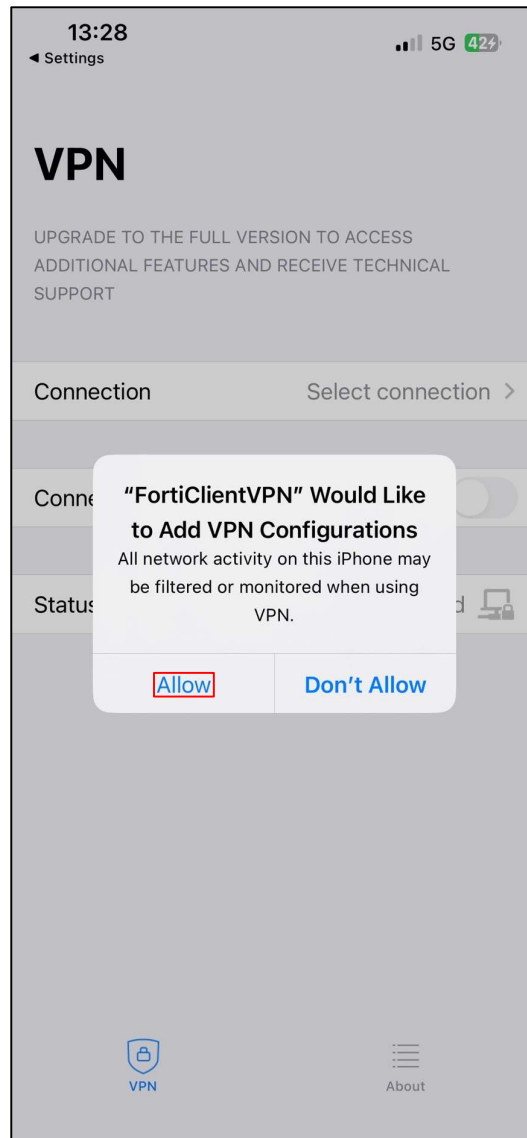 13:28
◀ Settings
5G 42
VPN
UPGRADE TO THE FULL VERSION TO ACCESS
ADDITIONAL FEATURES AND RECEIVE TECHNICAL
SUPPORT
Connection Select connection >
Conne
"FortiClientVPN" Would Like
to Add VPN Configurations
All network activity on this iPhone may
be filtered or monitored when using
VPN.
Status d
Allow Don't Allow
VPN About